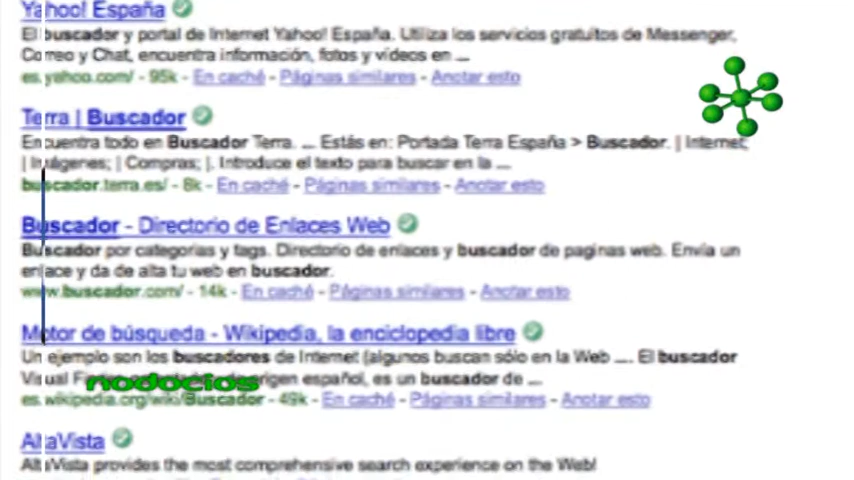 Yahoo! España
El buscador y portal de Internet Yahoo! España. Utiliza los servicios gratuitos de Messenger,
Correo y Chat, encuentra información, fotos y vídeos en ...
es.yahoo.com/ - 95k - En caché - Páginas similares - Anotar esto
Terra | Buscador
Encuentra todo en Buscador Terra. ... Estás en: Portada Terra España > Buscador. | Internet;
| Imágenes; | Compras; |. Introduce el texto para buscar en la ...
buscador.terra.es/ - 8k - En caché - Páginas similares - Anotar esto
Buscador - Directorio de Enlaces Web
Buscador por categorias y tags. Directorio de enlaces y buscador de paginas web. Envía un
enlace y da de alta tu web en buscador.
www.buscador.com/ - 14k - En caché - Páginas similares - Anotar esto
Motor de búsqueda - Wikipedia, la enciclopedia libre
Un ejemplo son los buscadores de Internet (algunos buscan sólo en la Web .... El buscador
Visual origen español, es un buscador de ...
nodocios
es.wikipedia.org/wiki/Buscador - 49k - En caché - Páginas similares - Anotar esto
AltaVista
AltaVista provides the most comprehensive search experience on the Web!